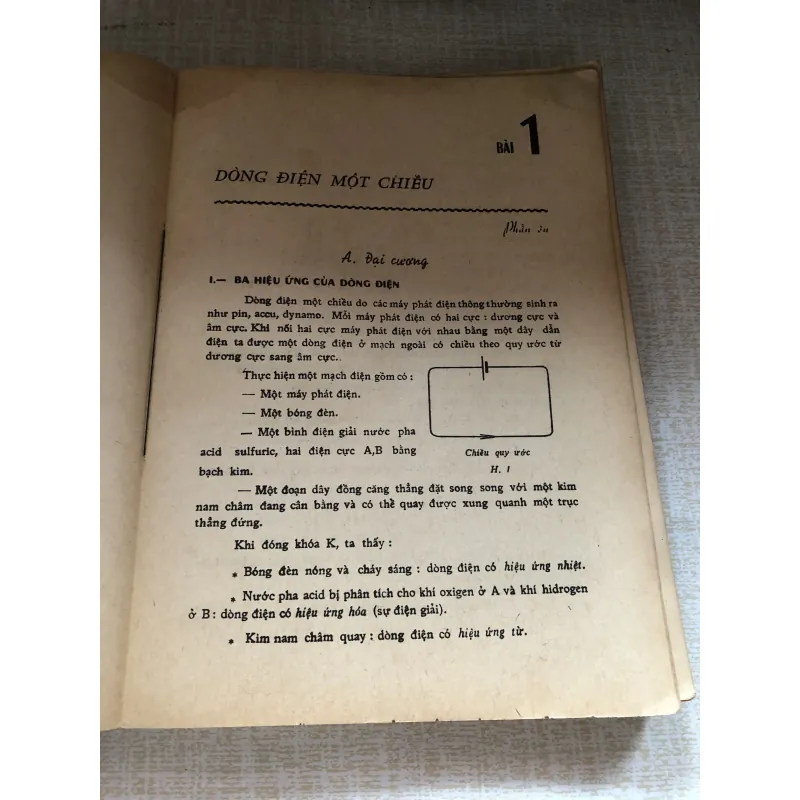 BÀI 1
DÒNG ĐIỆN MỘT CHIỀU
Phần ôn
A. Đại cương
I.— BA HIỆU ỨNG CỦA DÒNG ĐIỆN
Dòng điện một chiều do các máy phát điện thông thường sinh ra
như pin, accu, dynamo. Mỗi máy phát điện có hai cực : dương cực và
âm cực. Khi nối hai cực máy phát điện với nhau bằng một dây dẫn
điện ta được một dòng điện ở mạch ngoài có chiều theo quy ước từ
dương cực sang âm cực.
Thực hiện một mạch điện gồm có :
— Một máy phát điện.
— Một bóng đèn.
— Một bình điện giải nước pha
acid sulfuric, hai điện cực A,B bằng
bạch kim.
Chiều quy ước
H. 1
— Một đoạn dây đồng căng thẳng đặt song song với một kim
nam châm đang cân bằng và có thể quay được xung quanh một trục
thẳng đứng.
Khi đóng khóa K, ta thấy :
* Bóng đèn nóng và cháy sáng : dòng điện có hiệu ứng nhiệt.
* Nước pha acid bị phân tích cho khí oxigen ở A và khí hidrogen
ở B : dòng điện có hiệu ứng hóa (sự điện giải).
* Kim nam châm quay : dòng điện có hiệu ứng từ.